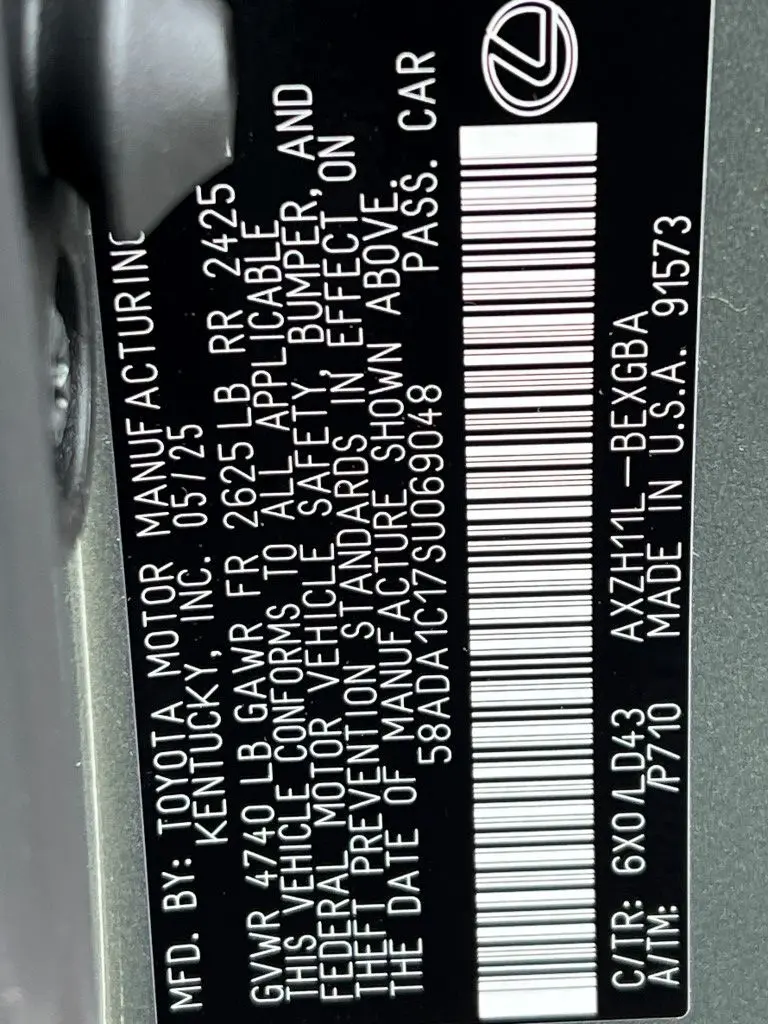 MFD. BY: TOYOTA MOTOR MANUFACTURING
KENTUCKY, INC. 05/25
GVWR 4740 LB GAWR FR 2625 LB RR 2425
THIS VEHICLE CONFORMS TO ALL APPLICABLE
FEDERAL MOTOR VEHICLE SAFETY, BUMPER, AND
THEFT PREVENTION STANDARDS IN EFFECT ON
THE DATE OF MANUFACTURE SHOWN ABOVE.
58ADA1C17SU069048 PASS. CAR
C/TR: 6X0/LD43 AXZH11L-BEXGBA
A/TM: /P710 MADE IN U.S.A. 91573